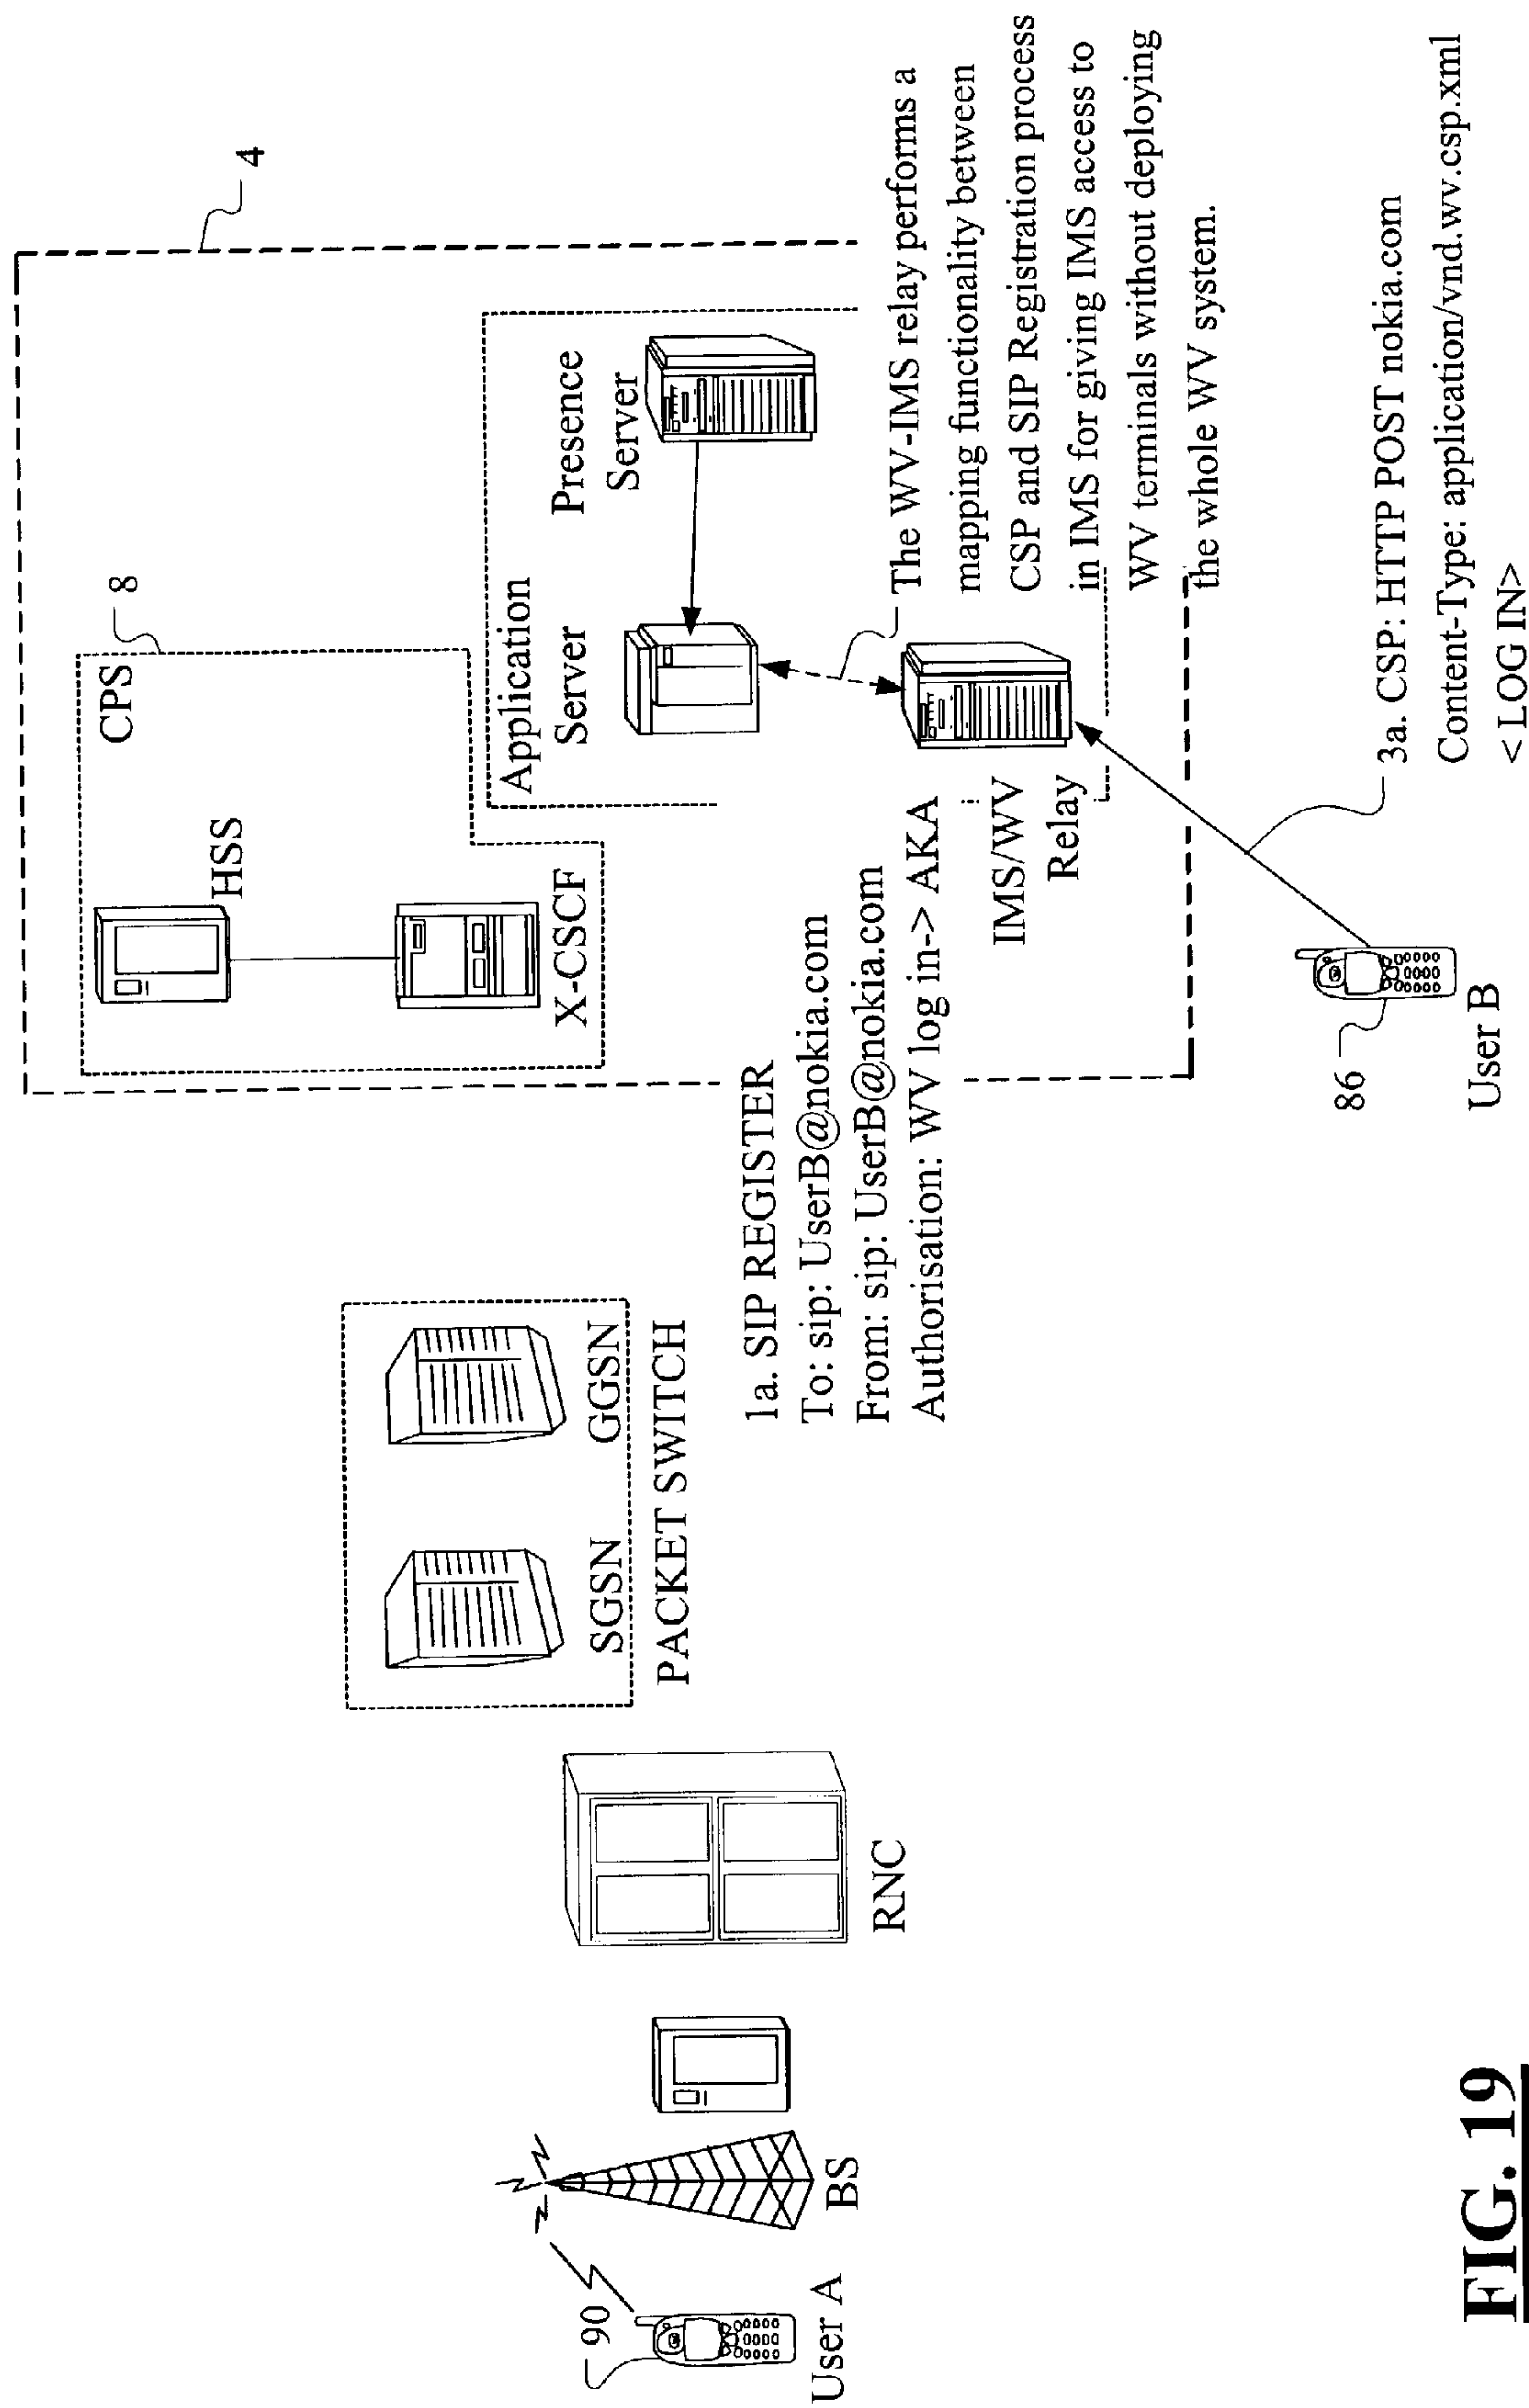 4
CPS
8
HSS
X-CSCF
Application
Server
Presence
Server
The WV-IMS relay performs a
mapping functionality between
CSP and SIP Registration process
in IMS for giving IMS access to
WV terminals without deploying
the whole WV system.
IMS/WV
Relay
1a. SIP REGISTER
To: sip: UserB@nokia.com
From: sip: UserB@nokia.com
Authorisation: WV log in-> AKA
SGSN
GGSN
PACKET SWITCH
RNC
BS
90
User A
86
User B
3a. CSP: HTTP POST nokia.com
Content-Type: application/vnd.wv.csp.xml
< LOG IN>
FIG. 19